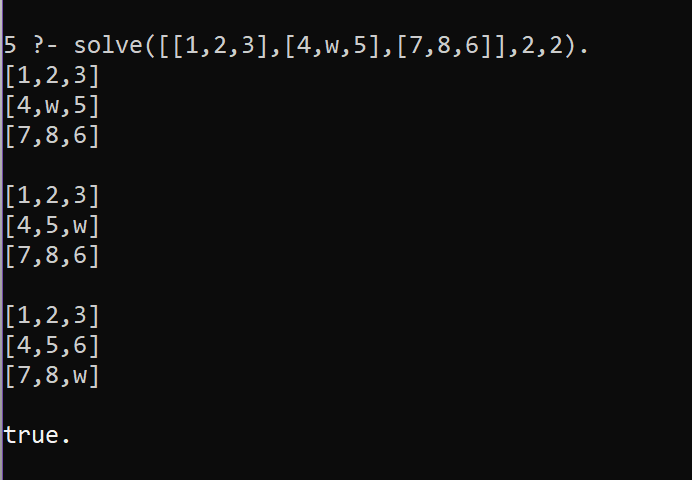 5 ?- solve([[1,2,3],[4,w,5],[7,8,6]],2,2).
[1,2,3]
[4,w,5]
[7,8,6]
[1,2,3]
[4,5,w]
[7,8,6]
[1,2,3]
[4,5,6]
[7,8,w]
true.